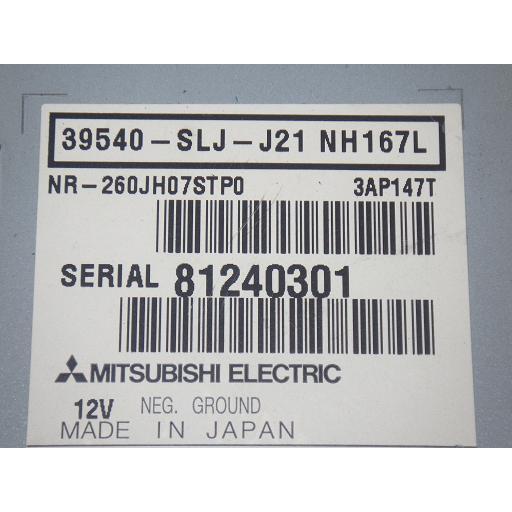 39540-SLJ-J21 NH167L
NR-260JH07STP0 3AP147T
SERIAL 81240301
MITSUBISHI ELECTRIC
12V NEG. GROUND
MADE IN JAPAN